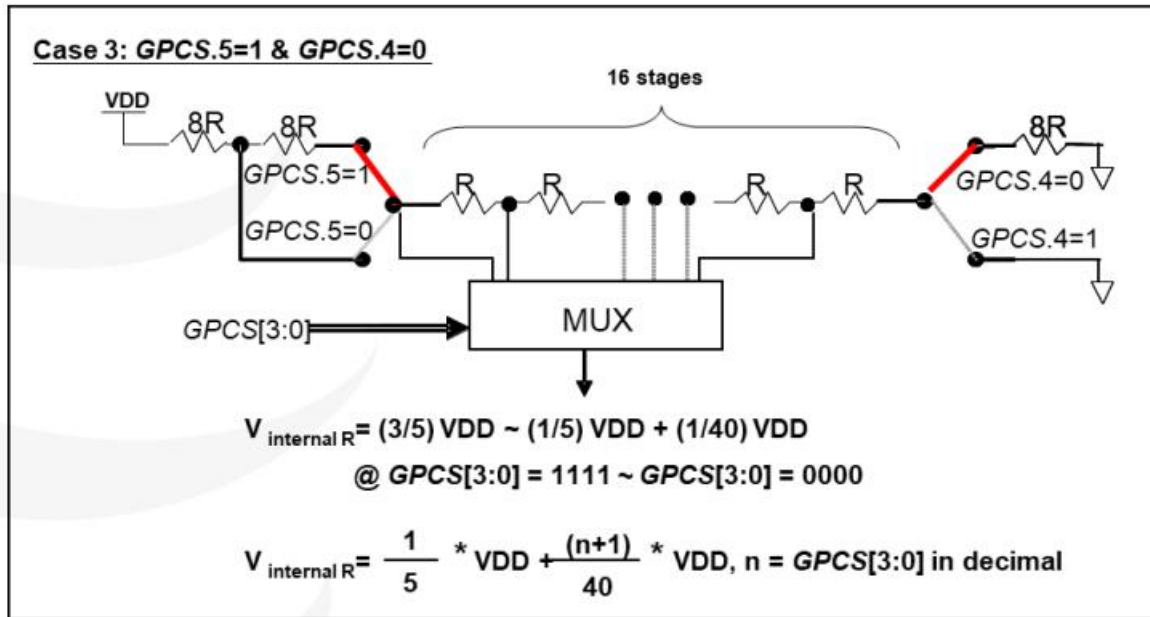 Case 3: GPCS.5=1 & GPCS.4=0
16 stages
VDD
8R
8R
8R
GPCS.5=1
R
R
R
R
GPCS.4=0
GPCS.5=0
GPCS.4=1
MUX
GPCS[3:0]
V internal R = (3/5) VDD ~ (1/5) VDD + (1/40) VDD
@ GPCS[3:0] = 1111 ~ GPCS[3:0] = 0000
V internal R = 1/5 * VDD + (n+1)/40 * VDD, n = GPCS[3:0] in decimal